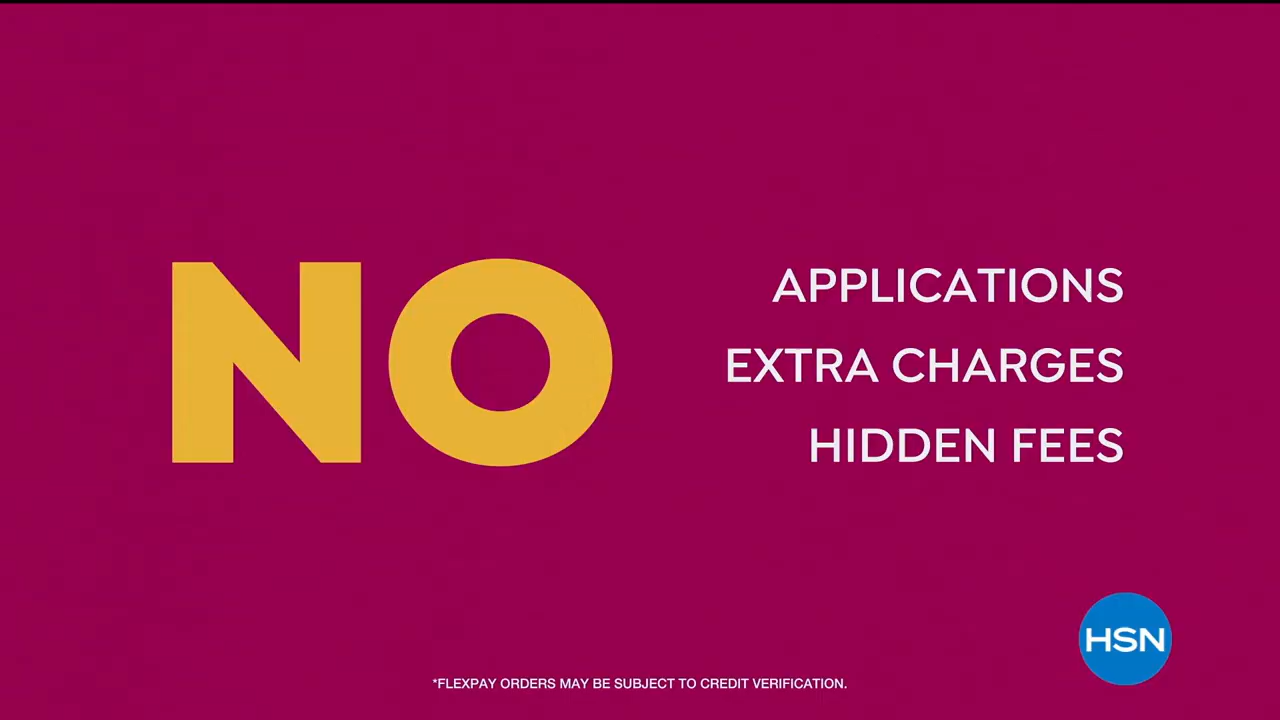 NO
APPLICATIONS
EXTRA CHARGES
HIDDEN FEES
HSN
*FLEXPAY ORDERS MAY BE SUBJECT TO CREDIT VERIFICATION.